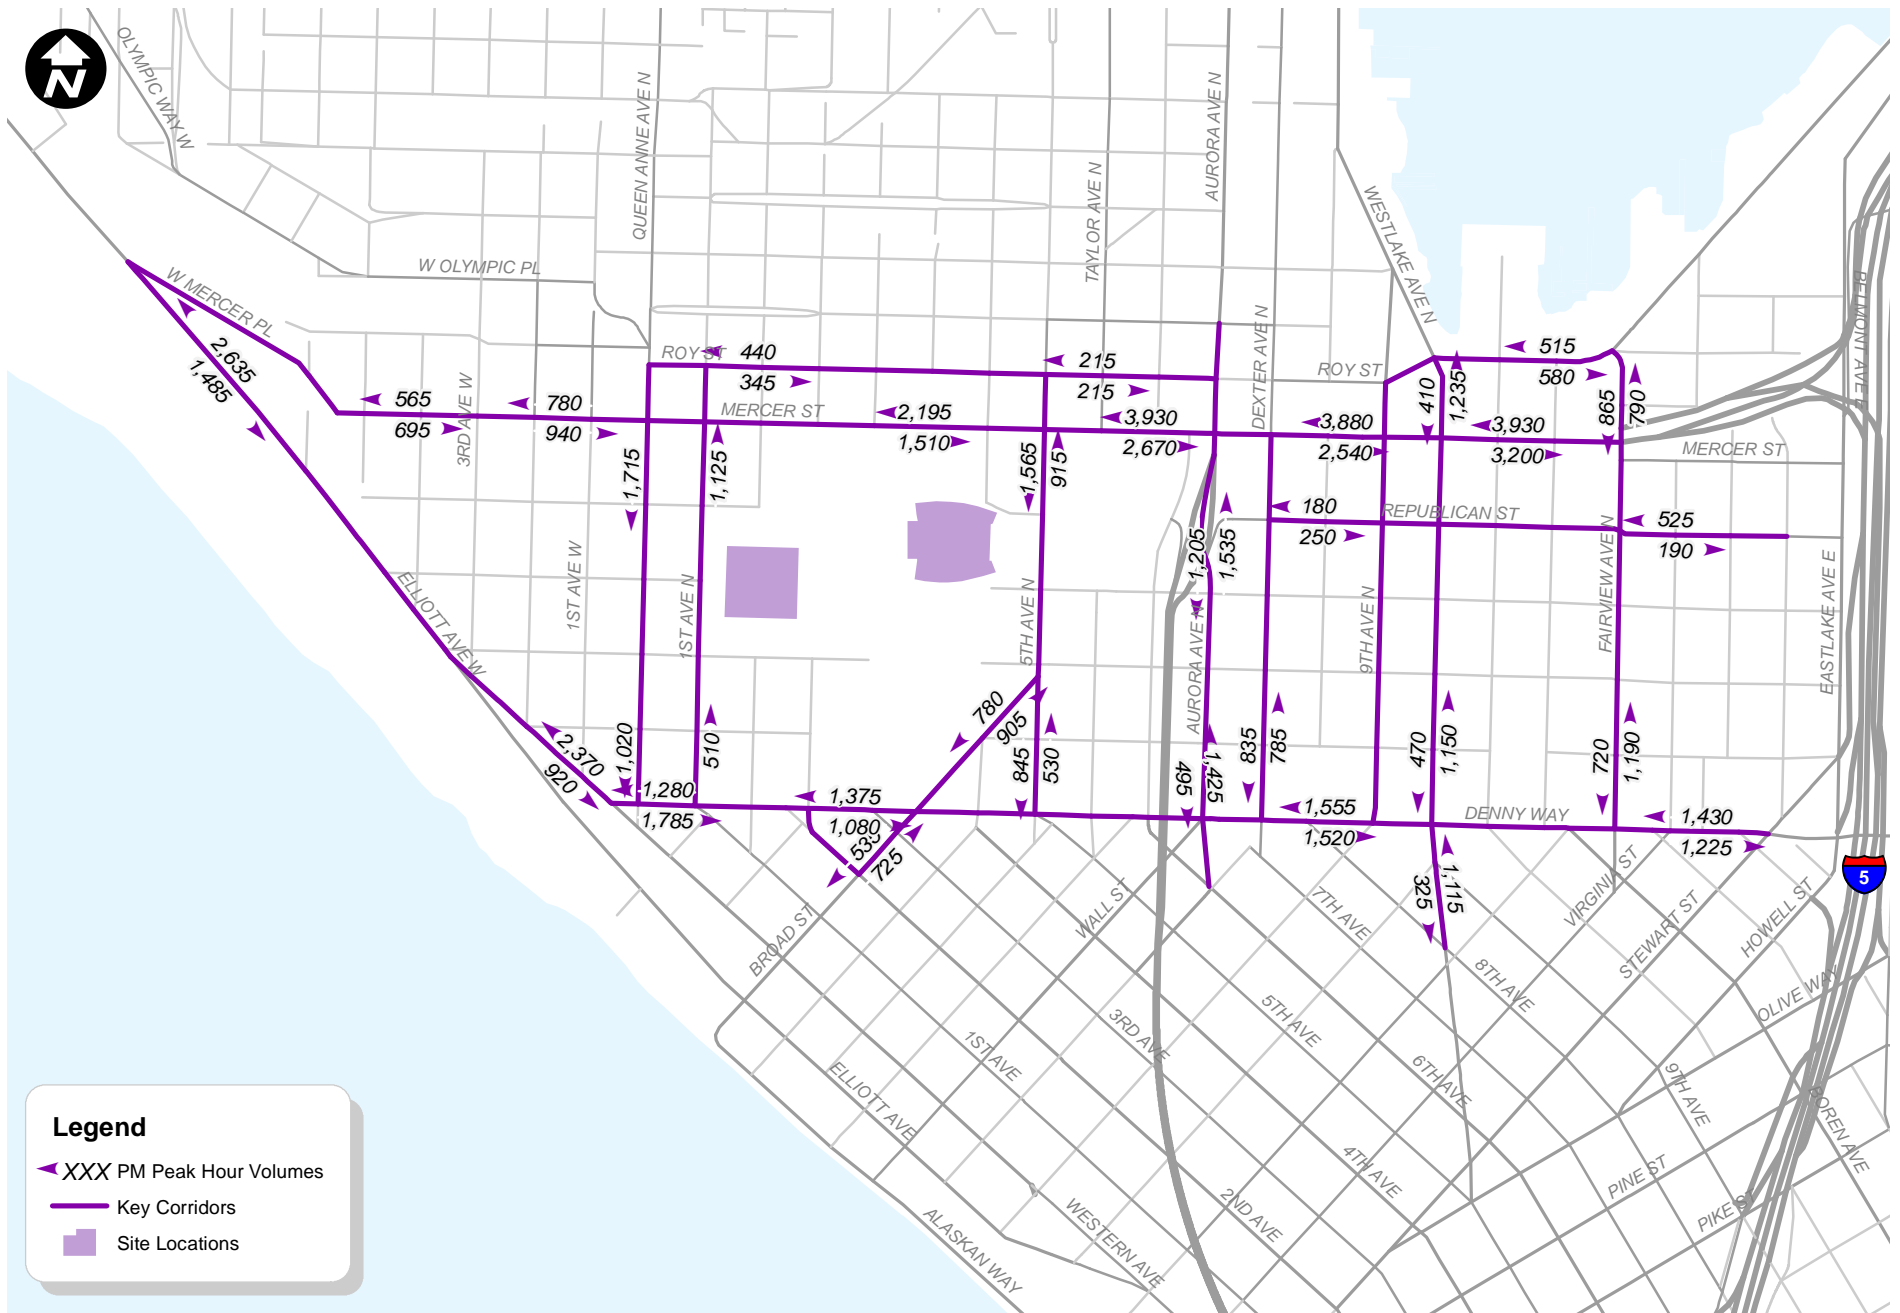 N
OLYMPIC WAY W
QUEEN ANNE AVE N
TAYLOR AVE N
AURORA AVE N
WESTLAKE AVE N
W OLYMPIC PL
W MERCER PL
BELMONT AVE E
DEXTER AVE N
ROY ST
440
345
215
215
ROY ST
515
580
2,635
1,485
565
695
3RD AVE W
780
940
MERCER ST
2,195
1,510
3,930
2,670
3,880
2,540
410
1,235
3,930
3,200
865
790
MERCER ST
1,715
1,125
1,565
915
1,205
1,535
180
250
REPUBLICAN ST
525
190
FAIRVIEW AVE N
EASTLAKE AVE E
ELLIOTT AVE W
1ST AVE W
1ST AVE N
5TH AVE N
AURORA AVE N
9TH AVE N
780
905
2,370
920
1,020
510
845
530
495
1,425
835
785
470
1,150
720
1,190
1,280
1,785
1,375
1,080
725
1,555
1,520
DENNY WAY
1,430
1,225
325
1,115
5
BROAD ST
WALL ST
7TH AVE
VIRGINIA ST
STEWART ST
HOWELL ST
8TH AVE
OLIVE WAY
1ST AVE
3RD AVE
5TH AVE
6TH AVE
9TH AVE
BOREN AVE
ELLIOTT AVE
4TH AVE
2ND AVE
PINE ST
PIKE ST
WESTERN AVE
ALASKAN WAY
Legend
XXX PM Peak Hour Volumes
Key Corridors
Site Locations